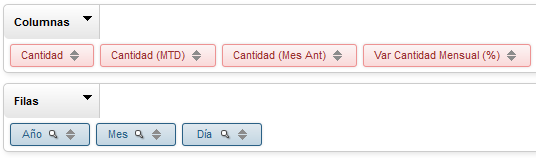 Columnas
Cantidad Cantidad (MTD) Cantidad (Mes Ant) Var Cantidad Mensual (%)
Filas
Año Mes Día